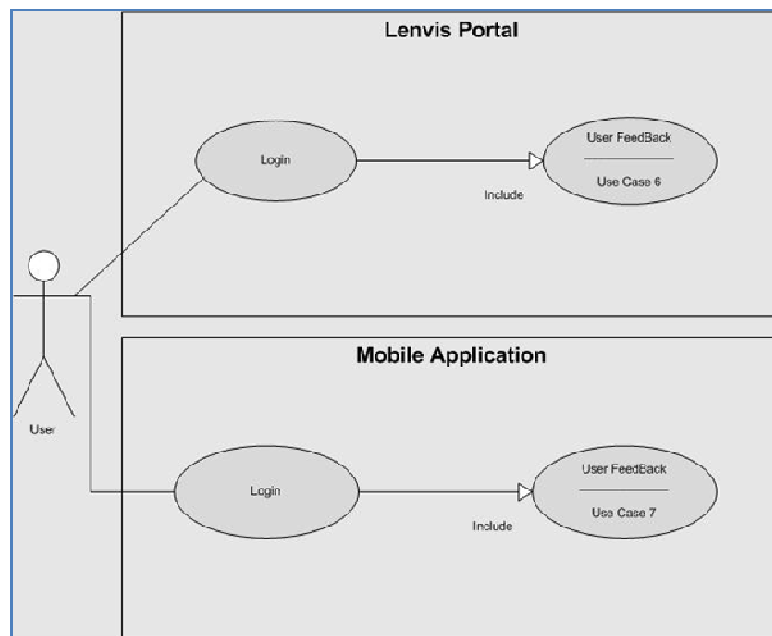 Lenvis Portal
Login
User FeedBack
Use Case 6
Include
User
Mobile Application
Login
User FeedBack
Use Case 7
Include